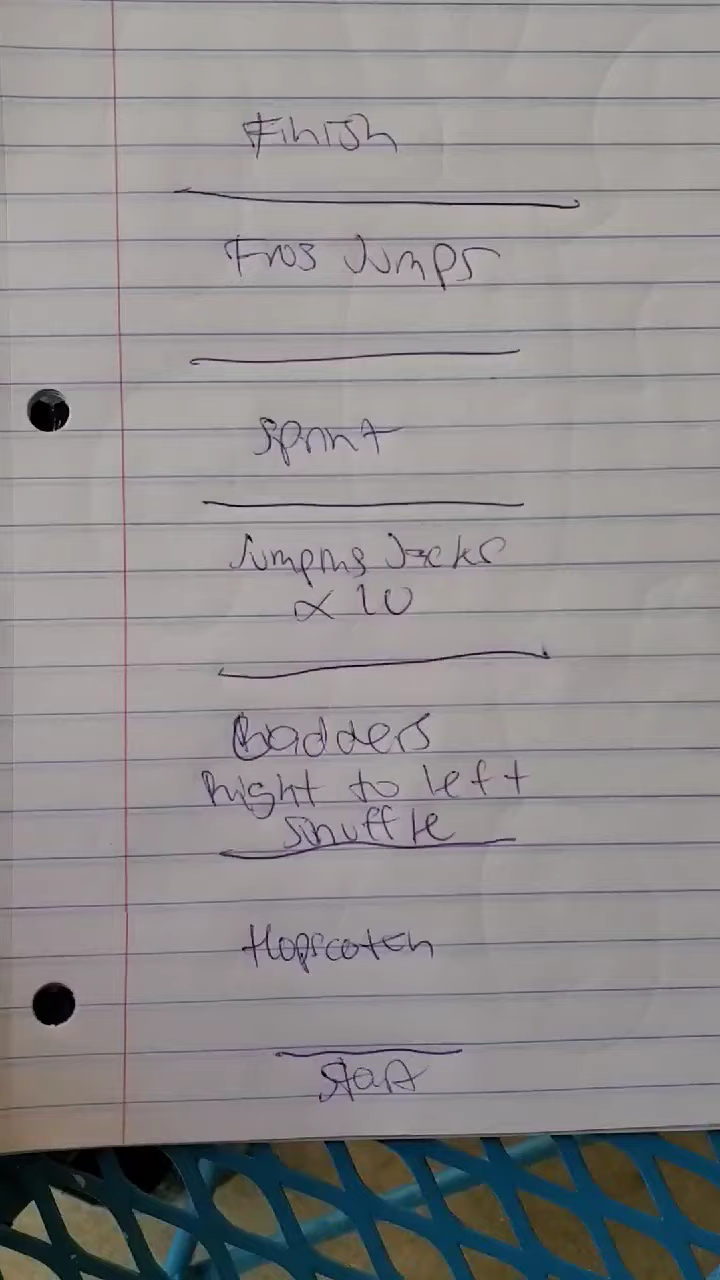 Finish
Frog Jumps
Sprint
Jumping Jacks
x 10
Ladders
Right to left
Shuffle
Hopscotch
Start